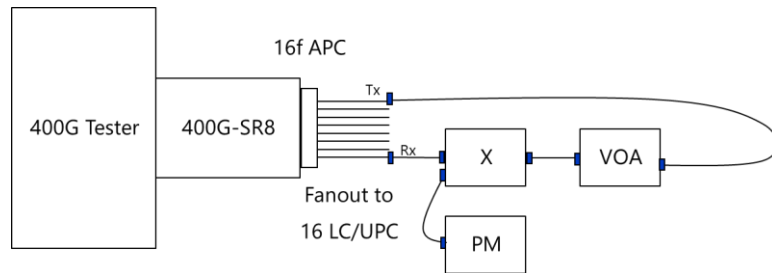 16f APC
Tx
400G Tester
400G-SR8
Rx
X
VOA
Fanout to
16 LC/UPC
PM